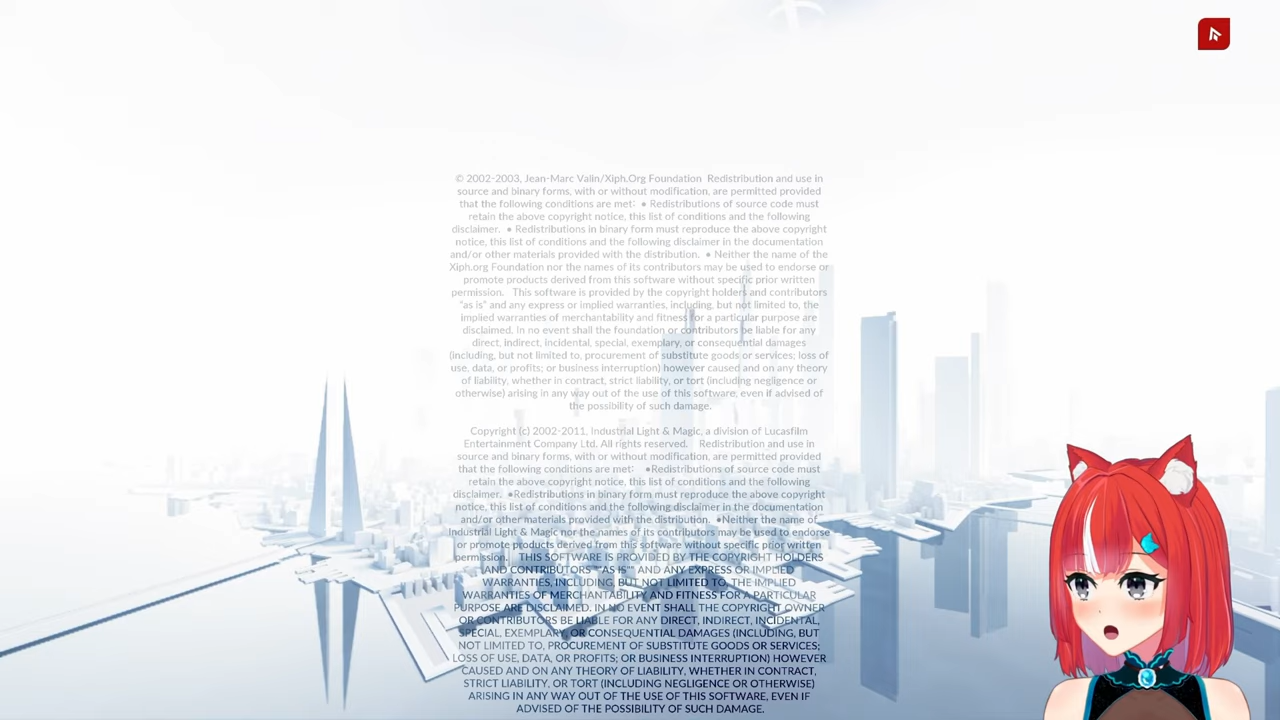 © 2002-2003, Jean-Marc Valin/Xiph.Org Foundation  Redistribution and use in
source and binary forms, with or without modification, are permitted provided
that the following conditions are met:  • Redistributions of source code must
retain the above copyright notice, this list of conditions and the following
disclaimer.  • Redistributions in binary form must reproduce the above copyright
notice, this list of conditions and the following disclaimer in the documentation
and/or other materials provided with the distribution.  • Neither the name of the
Xiph.org Foundation nor the names of its contributors may be used to endorse or
promote products derived from this software without specific prior written
permission.   This software is provided by the copyright holders and contributors
"as is" and any express or implied warranties, including, but not limited to, the
implied warranties of merchantability and fitness for a particular purpose are
disclaimed. In no event shall the foundation or contributors be liable for any
direct, indirect, incidental, special, exemplary, or consequential damages
(including, but not limited to, procurement of substitute goods or services; loss of
use, data, or profits; or business interruption) however caused and on any theory
of liability, whether in contract, strict liability, or tort (including negligence or
otherwise) arising in any way out of the use of this software, even if advised of
the possibility of such damage.
Copyright (c) 2002-2011, Industrial Light & Magic, a division of Lucasfilm
Entertainment Company Ltd. All rights reserved.    Redistribution and use in
source and binary forms, with or without modification, are permitted provided
that the following conditions are met:    •Redistributions of source code must
retain the above copyright notice, this list of conditions and the following
disclaimer.  •Redistributions in binary form must reproduce the above copyright
notice, this list of conditions and the following disclaimer in the documentation
and/or other materials provided with the distribution.  •Neither the name of
Industrial Light & Magic nor the names of its contributors may be used to endorse
or promote products derived from this software without specific prior written
permission.   THIS SOFTWARE IS PROVIDED BY THE COPYRIGHT HOLDERS
AND CONTRIBUTORS ""AS IS"" AND ANY EXPRESS OR IMPLIED
WARRANTIES, INCLUDING, BUT NOT LIMITED TO, THE IMPLIED
WARRANTIES OF MERCHANTABILITY AND FITNESS FOR A PARTICULAR
PURPOSE ARE DISCLAIMED. IN NO EVENT SHALL THE COPYRIGHT OWNER
OR CONTRIBUTORS BE LIABLE FOR ANY DIRECT, INDIRECT, INCIDENTAL,
SPECIAL, EXEMPLARY, OR CONSEQUENTIAL DAMAGES (INCLUDING, BUT
NOT LIMITED TO, PROCUREMENT OF SUBSTITUTE GOODS OR SERVICES;
LOSS OF USE, DATA, OR PROFITS; OR BUSINESS INTERRUPTION) HOWEVER
CAUSED AND ON ANY THEORY OF LIABILITY, WHETHER IN CONTRACT,
STRICT LIABILITY, OR TORT (INCLUDING NEGLIGENCE OR OTHERWISE)
ARISING IN ANY WAY OUT OF THE USE OF THIS SOFTWARE, EVEN IF
ADVISED OF THE POSSIBILITY OF SUCH DAMAGE.